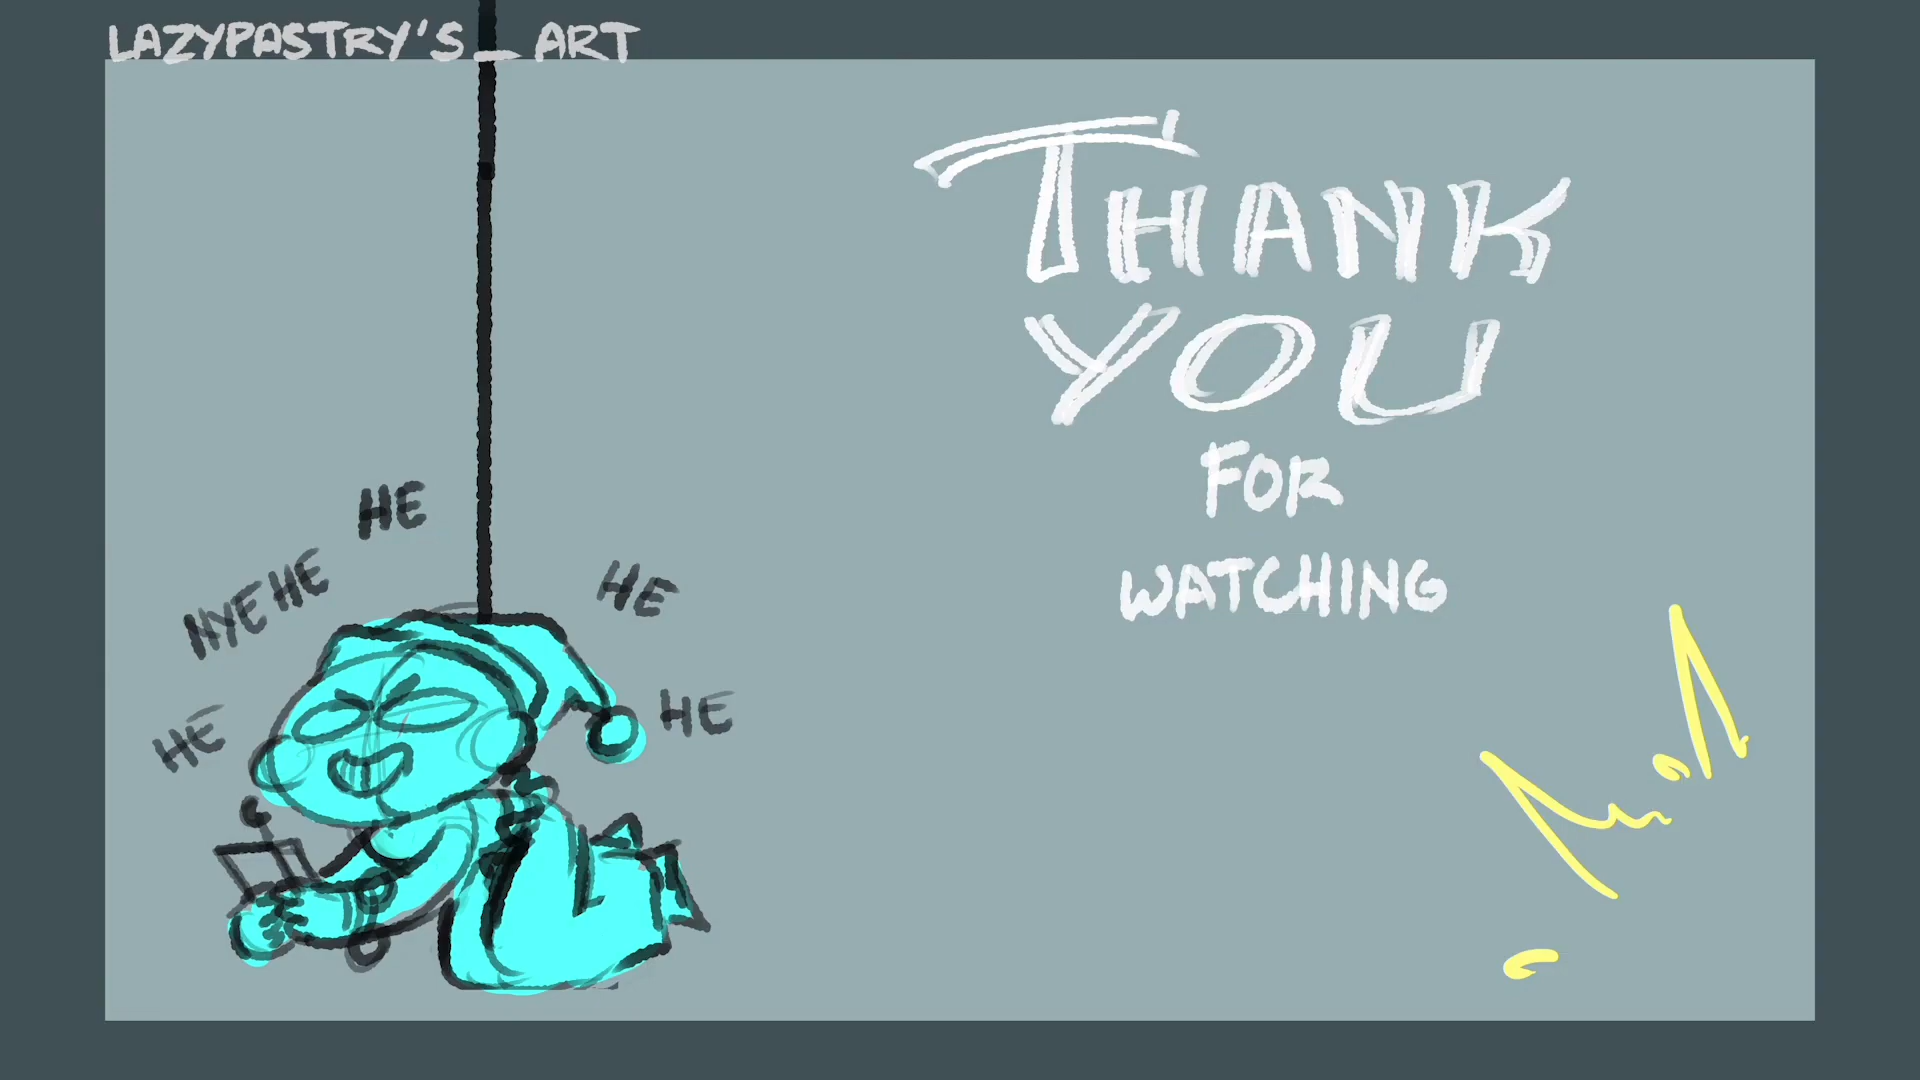 LAZYPASTRY'S_ART
THANK
YOU
FOR
WATCHING
HE
NYEHE
HE
HE
HE